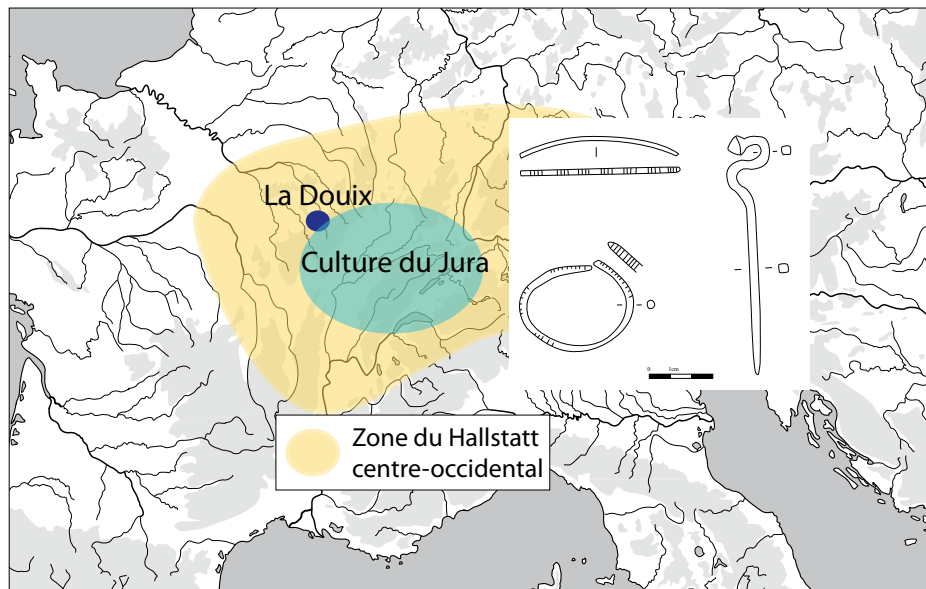 La Douix
Culture du Jura
Zone du Hallstatt
centre-occidental
0 1cm